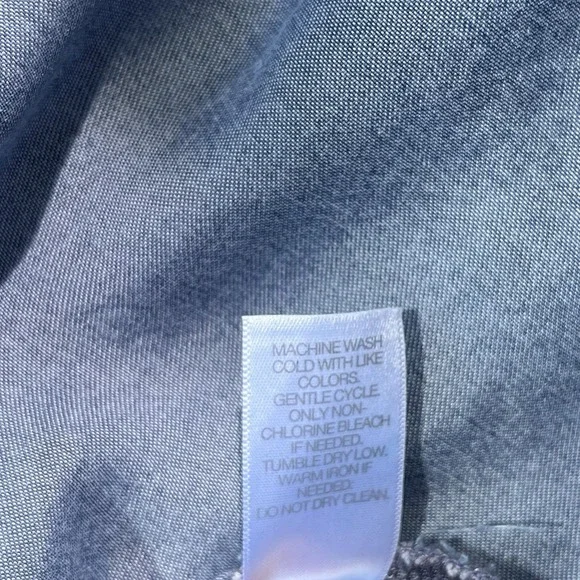 MACHINE WASH
COLD WITH LIKE
COLORS.
GENTLE CYCLE.
ONLY NON-
CHLORINE BLEACH
IF NEEDED.
TUMBLE DRY LOW.
WARM IRON IF
NEEDED.
DO NOT DRY CLEAN.